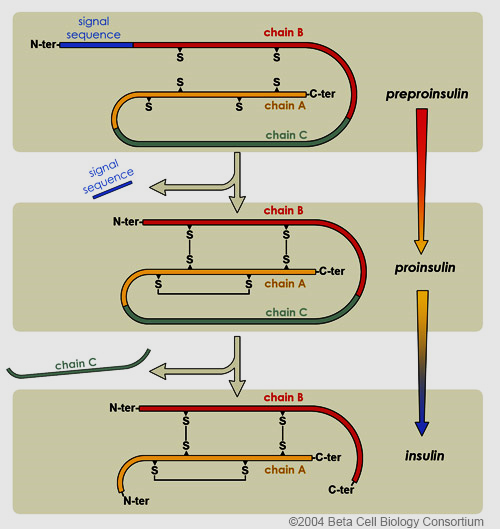 signal
sequence
N-ter
chain B
S S
S S
C-ter
S S
chain A
chain C
preproinsulin
signal
sequence
chain B
N-ter
S S
S S
C-ter
S S
chain A
chain C
proinsulin
chain C
chain B
N-ter
S S
S S
C-ter
S S
chain A
N-ter
C-ter
insulin
©2004 Beta Cell Biology Consortium